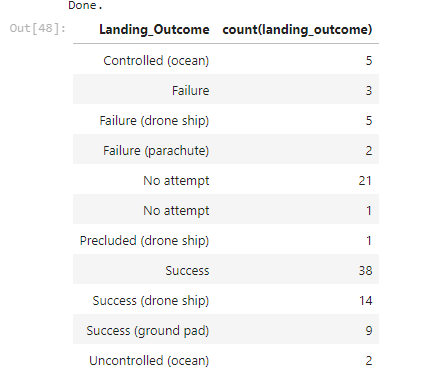 Done.
Out[48]: Landing_Outcome count(landing_outcome)
Controlled (ocean) 5
Failure 3
Failure (drone ship) 5
Failure (parachute) 2
No attempt 21
No attempt 1
Precluded (drone ship) 1
Success 38
Success (drone ship) 14
Success (ground pad) 9
Uncontrolled (ocean) 2